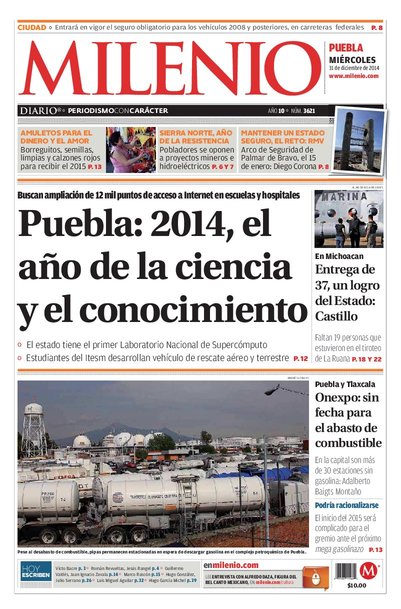 CIUDAD ◦ Entrará en vigor el seguro obligatorio para los vehículos 2008 y posteriores, en carreteras federales P. 8
MILENIO
PUEBLA
MIÉRCOLES
31 de diciembre de 2014
www.milenio.com
DIARIO® PERIODISMO CON CARÁCTER
AÑO 10 ◦ NÚM. 3621
AMULETOS PARA EL
DINERO Y EL AMOR
Borreguitos, semillas,
limpias y calzones rojos
para recibir el 2015 P. 13
SIERRA NORTE, AÑO
DE LA RESISTENCIA
Pobladores se oponen
a proyectos mineros e
hidroeléctricos P. 6 Y 7
MANTENER UN ESTADO
SEGURO, EL RETO: RMV
Arco de Seguridad de
Palmar de Bravo, el 15
de enero: Diego Corona P. 8
Buscan ampliación de 12 mil puntos de acceso a Internet en escuelas y hospitales
Puebla: 2014, el
año de la ciencia
y el conocimiento
◦ El estado tiene el primer Laboratorio Nacional de Supercómputo
◦ Estudiantes del Itesm desarrollan vehículo de rescate aéreo y terrestre P. 12
MARINA
En Michoacan
Entrega de
37, un logro
del Estado:
Castillo
Faltan 19 personas que
estuvieron en el tiroteo
de La Ruana P. 18 Y 22
Puebla y Tlaxcala
Onexpo: sin
fecha para
el abasto de
combustible
En la capital son más
de 30 estaciones sin
gasolina: Adalberto
Baigts Montaño
Podría racionalizarse
El inicio del 2015 será
complicado para el
gremio ante el próximo
mega gasolinazo P. 13
Pese al desabasto de combustible, pipas permanecen estacionadas en espera de descargar gasolina en el complejo petroquímico de Puebla.
HOY
ESCRIBEN
Víctor Bacre p. 3 ◦ Román Revueltas, Jesús Rangel p. 4 ◦ Guillermo
Valdés, Juan Ignacio Zavala p. 14 ◦ Marco Rascón p. 15 ◦ Hugo González,
Julio Serrano p. 26 ◦ Luis Miguel Aguilar p. 32 ◦ Hugo García Michel p. 39
enmilenio.com
LEE ENTREVISTA CON ALFREDO DAZA, FIGURA DEL
DEL CANTO MEXICANO, EN milenio.com/cultura
$10.00
M